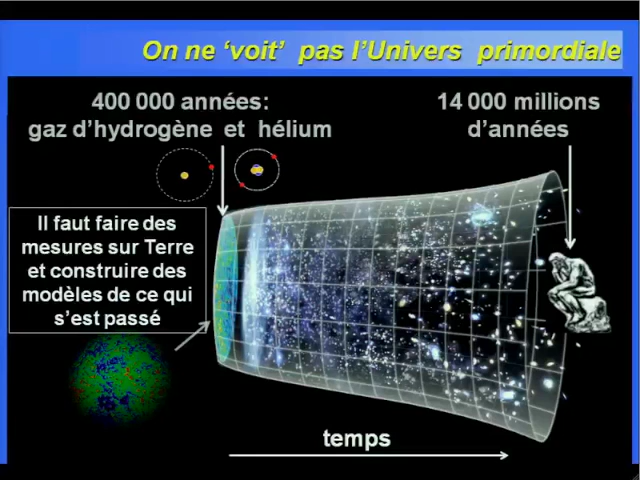 On ne ‘voit’ pas l’Univers primordiale
400 000 années:
gaz d’hydrogène et hélium
14 000 millions
d’années
Il faut faire des
mesures sur Terre
et construire des
modèles de ce qui
s’est passé
temps